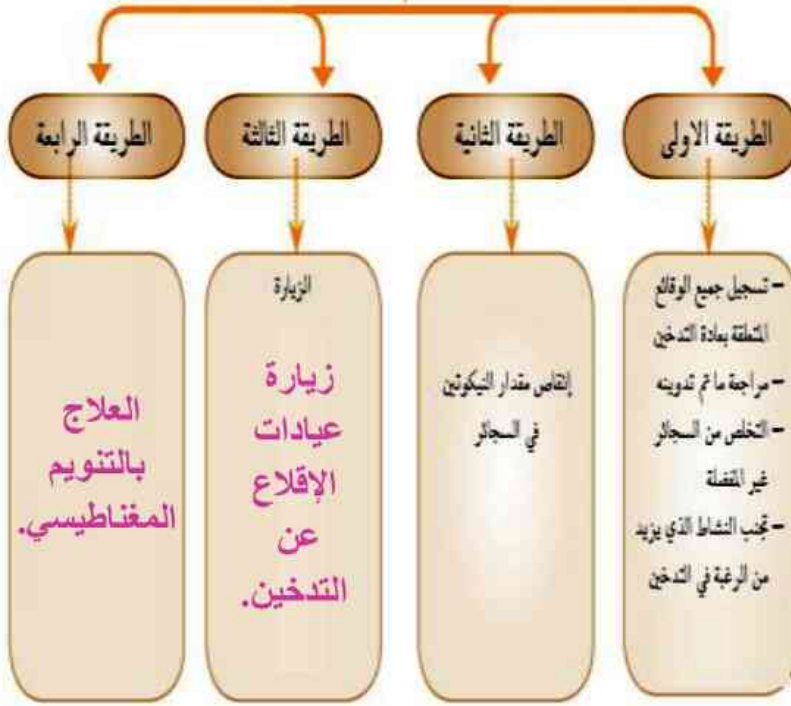 الطريقة الاولى
الطريقة الثانية
الطريقة الثالثة
الطريقة الرابعة
– تسجيل جميع الوقائع
المتعلقة بعادة التدخين
– مراجعة ما تم تدوينه
– التخلص من السجائر
غير المفضلة
– تجنب النشاط الذي يزيد
من الرغبة في التدخين
إنقاص مقدار النيكوتين
في السجائر
الزيارة
زيارة
عيادات
الإقلاع
عن
التدخين.
العلاج
بالتنويم
المغناطيسي.